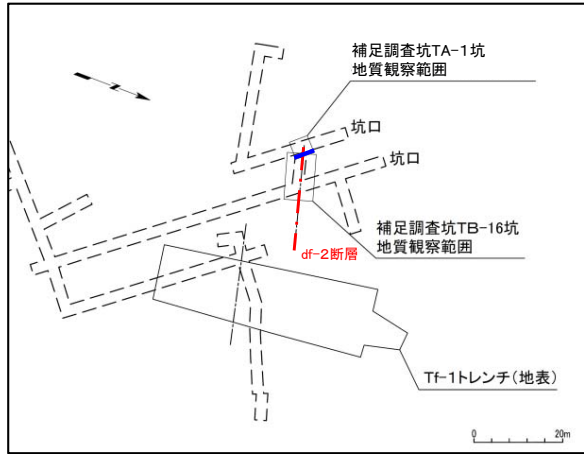 補足調査坑TA-1坑
地質観察範囲
坑口
坑口
補足調査坑TB-16坑
地質観察範囲
df-2断層
Tf-1トレンチ(地表)
0 20m